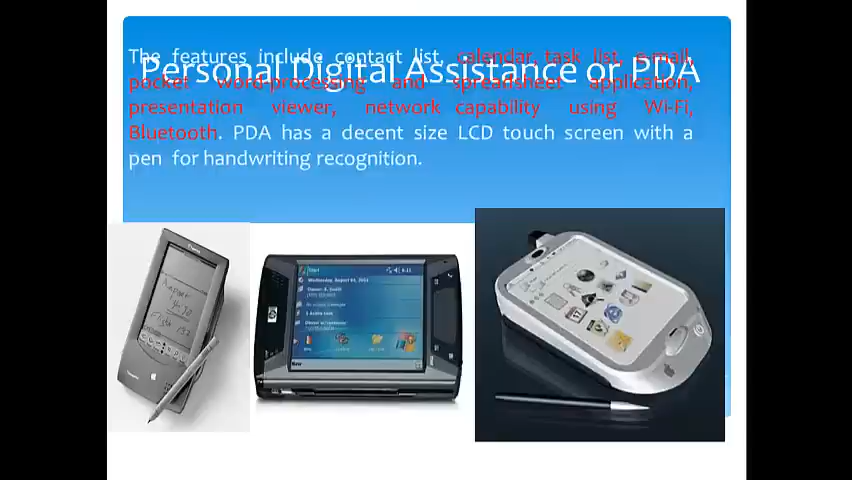 Personal Digital Assistance or PDA
The features include contact list, calendar, task list, e-mail,
pocket word-processing and spreadsheet application,
presentation viewer, network capability using Wi-Fi,
Bluetooth. PDA has a decent size LCD touch screen with a
pen for handwriting recognition.
Start